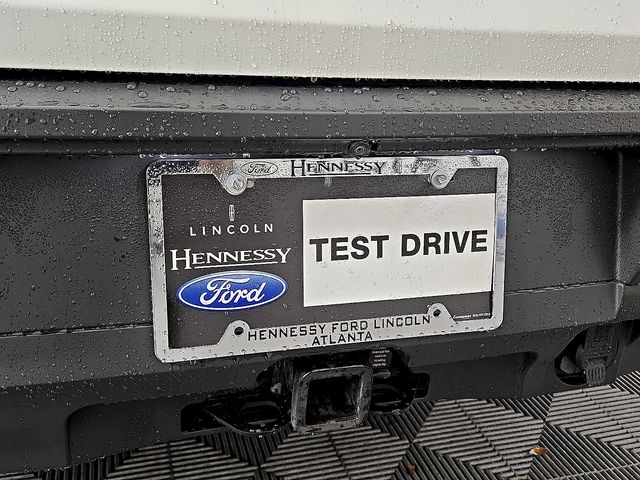 Ford HENNESSY
LINCOLN
HENNESSY
Ford
TEST DRIVE
HENNESSY FORD LINCOLN
ATLANTA